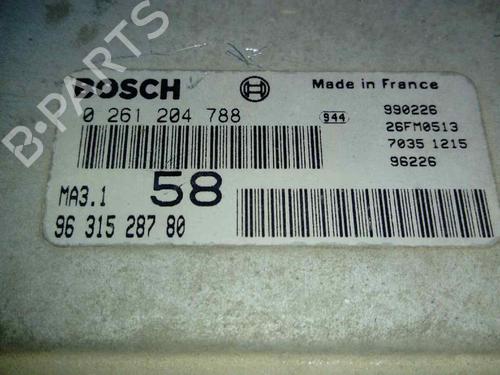 BOSCH
Made in France
0 261 204 788
944
990226
26FM0513
7035 1215
96226
58
MA3.1
96 315 287 80
B-PARTS